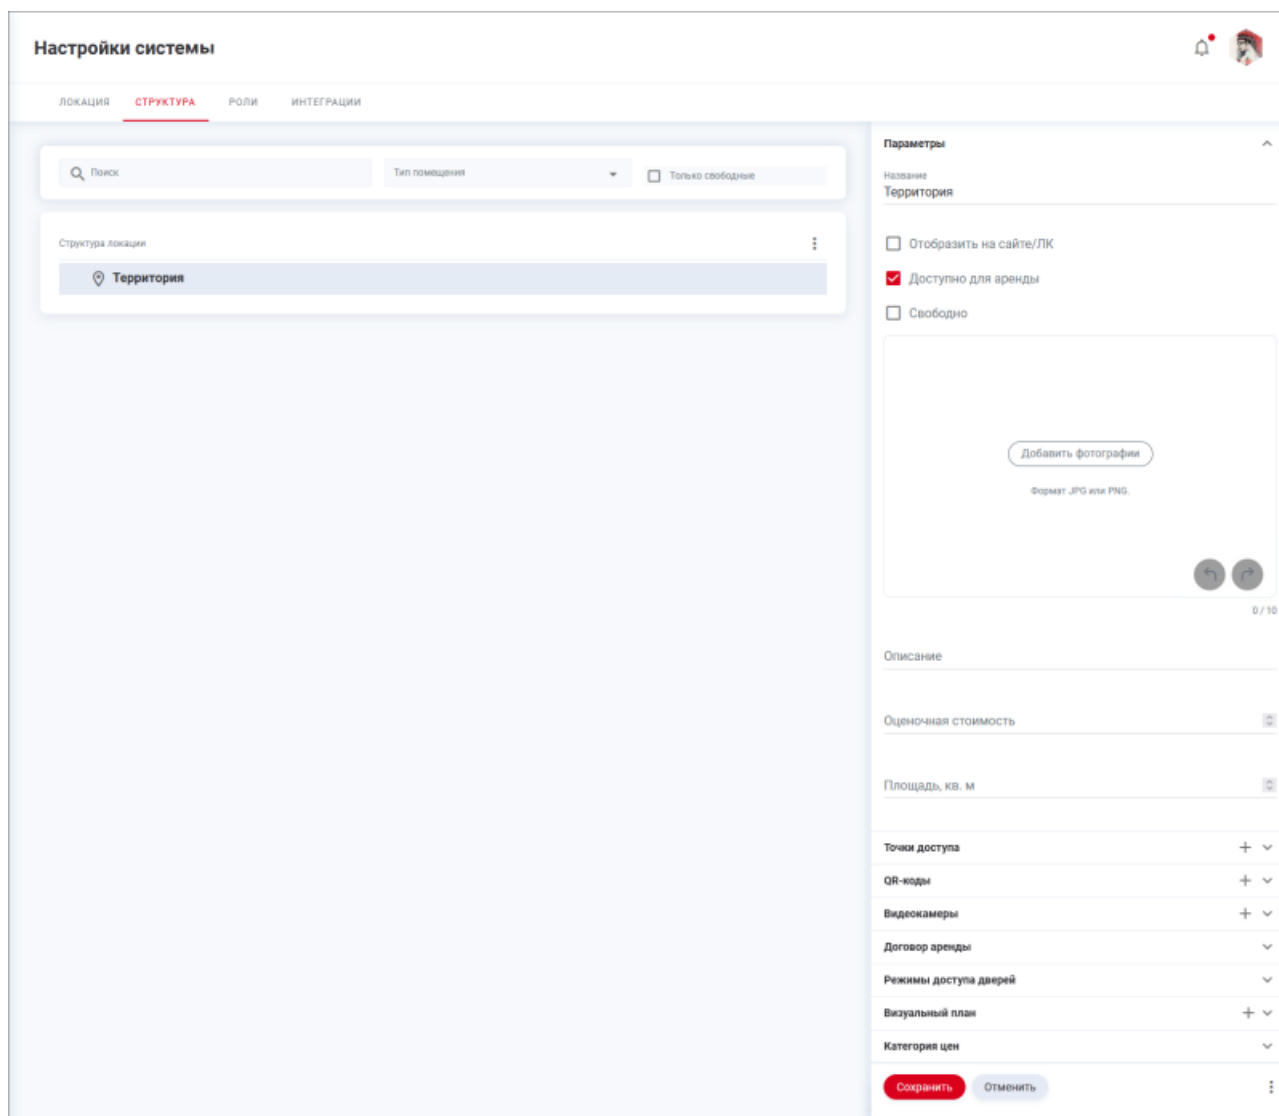 Настройки системы
ЛОКАЦИЯ СТРУКТУРА РОЛИ ИНТЕГРАЦИИ
Поиск Тип помещения Только свободные
Структура локации
Территория
Параметры
Название
Территория
Отобразить на сайте/ЛК
Доступно для аренды
Свободно
Добавить фотографии
Формат JPG или PNG.
0 / 10
Описание
Оценочная стоимость
Площадь, кв. м
Точки доступа
QR-коды
Видеокамеры
Договор аренды
Режимы доступа дверей
Визуальный план
Категория цен
Сохранить Отменить